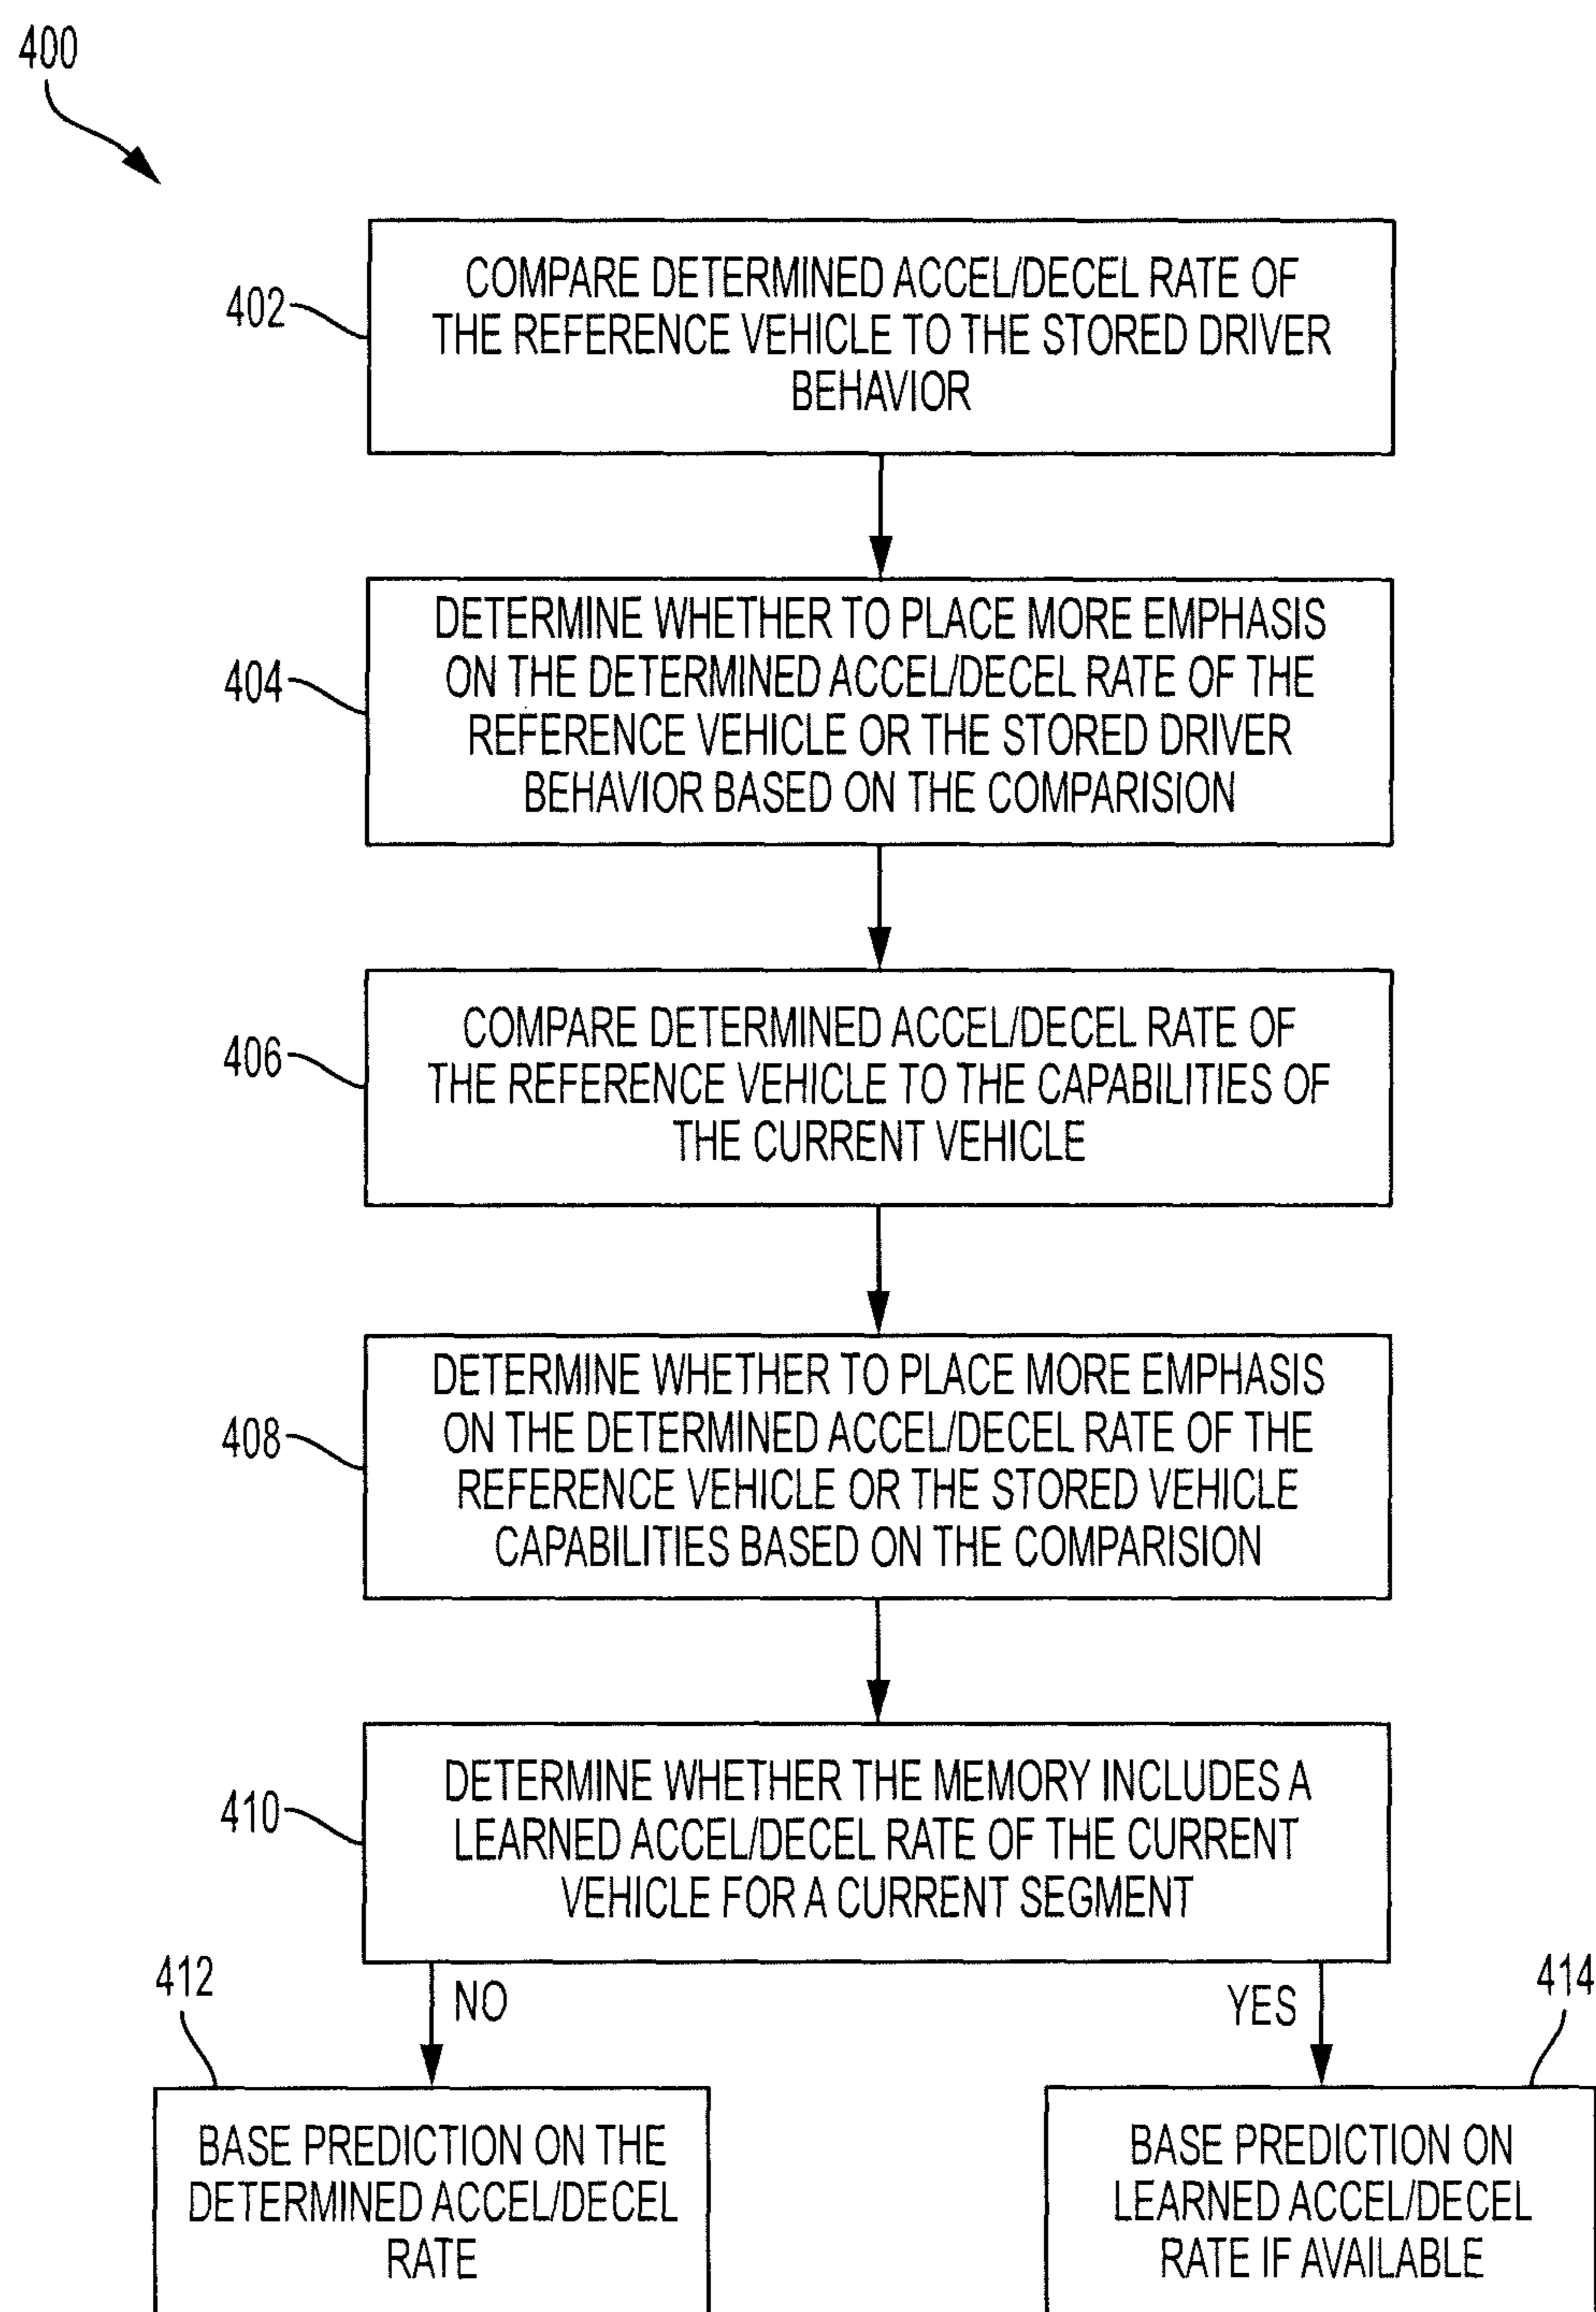 400
402
COMPARE DETERMINED ACCEL/DECEL RATE OF
THE REFERENCE VEHICLE TO THE STORED DRIVER
BEHAVIOR
404
DETERMINE WHETHER TO PLACE MORE EMPHASIS
ON THE DETERMINED ACCEL/DECEL RATE OF THE
REFERENCE VEHICLE OR THE STORED DRIVER
BEHAVIOR BASED ON THE COMPARISION
406
COMPARE DETERMINED ACCEL/DECEL RATE OF
THE REFERENCE VEHICLE TO THE CAPABILITIES OF
THE CURRENT VEHICLE
408
DETERMINE WHETHER TO PLACE MORE EMPHASIS
ON THE DETERMINED ACCEL/DECEL RATE OF THE
REFERENCE VEHICLE OR THE STORED VEHICLE
CAPABILITIES BASED ON THE COMPARISION
410
DETERMINE WHETHER THE MEMORY INCLUDES A
LEARNED ACCEL/DECEL RATE OF THE CURRENT
VEHICLE FOR A CURRENT SEGMENT
412
NO
YES
414
BASE PREDICTION ON THE
DETERMINED ACCEL/DECEL
RATE
BASE PREDICTION ON
LEARNED ACCEL/DECEL
RATE IF AVAILABLE